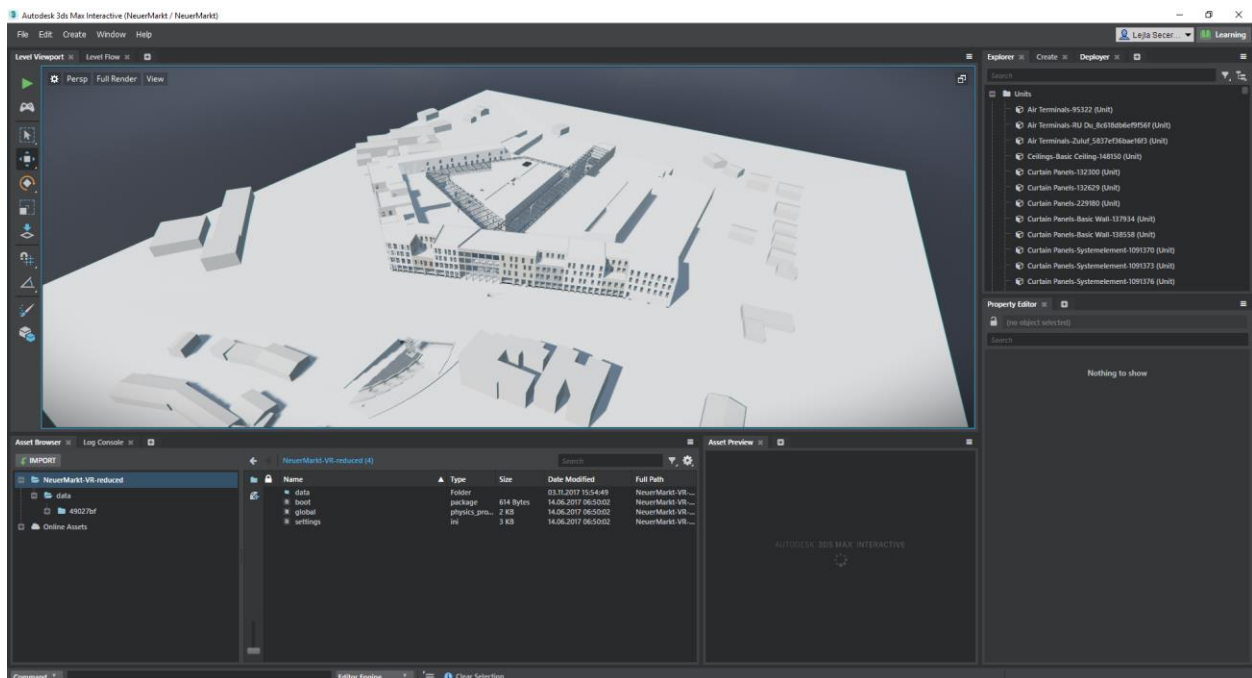 Autodesk 3ds Max Interactive (NeuerMarkt / NeuerMarkt)
File Edit Create Window Help
Lejla Secer... Learning
Level Viewport Level Flow
Persp Full Render View
Explorer Create Deployer
Search
Units
Air Terminals-95322 (Unit)
Air Terminals-RU Du_8c618db6ef9f56f (Unit)
Air Terminals-Zuluf_5837ef36bae16f3 (Unit)
Ceilings-Basic Ceiling-148150 (Unit)
Curtain Panels-132300 (Unit)
Curtain Panels-132629 (Unit)
Curtain Panels-229180 (Unit)
Curtain Panels-Basic Wall-137934 (Unit)
Curtain Panels-Basic Wall-138558 (Unit)
Curtain Panels-Systemelement-1091370 (Unit)
Curtain Panels-Systemelement-1091373 (Unit)
Curtain Panels-Systemelement-1091376 (Unit)
Property Editor
(no object selected)
Search
Nothing to show
Asset Browser Log Console
IMPORT
NeuerMarkt-VR-reduced
data
49027bf
Online Assets
NeuerMarkt-VR-reduced (4)
Search
Name Type Size Date Modified Full Path
data Folder 03.11.2017 15:54:49 NeuerMarkt-VR-...
boot package 614 Bytes 14.06.2017 06:50:02 NeuerMarkt-VR-...
global physics_pro... 2 KB 14.06.2017 06:50:02 NeuerMarkt-VR-...
settings ini 3 KB 14.06.2017 06:50:02 NeuerMarkt-VR-...
Asset Preview
AUTODESK 3DS MAX INTERACTIVE
Command Editor Engine Clear Selection